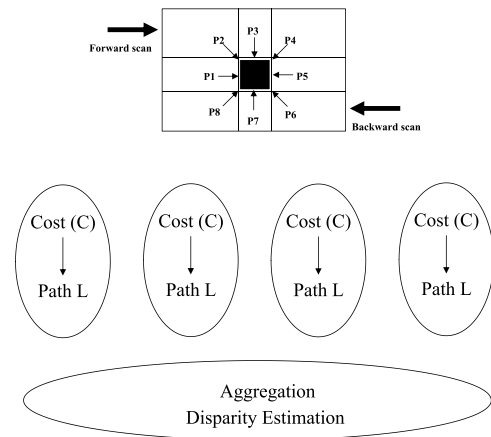 P2 P3 P4
Forward scan
P1 P5
P8 P7 P6
Backward scan
Cost (C) Cost (C) Cost (C) Cost (C)
Path L Path L Path L Path L
Aggregation
Disparity Estimation